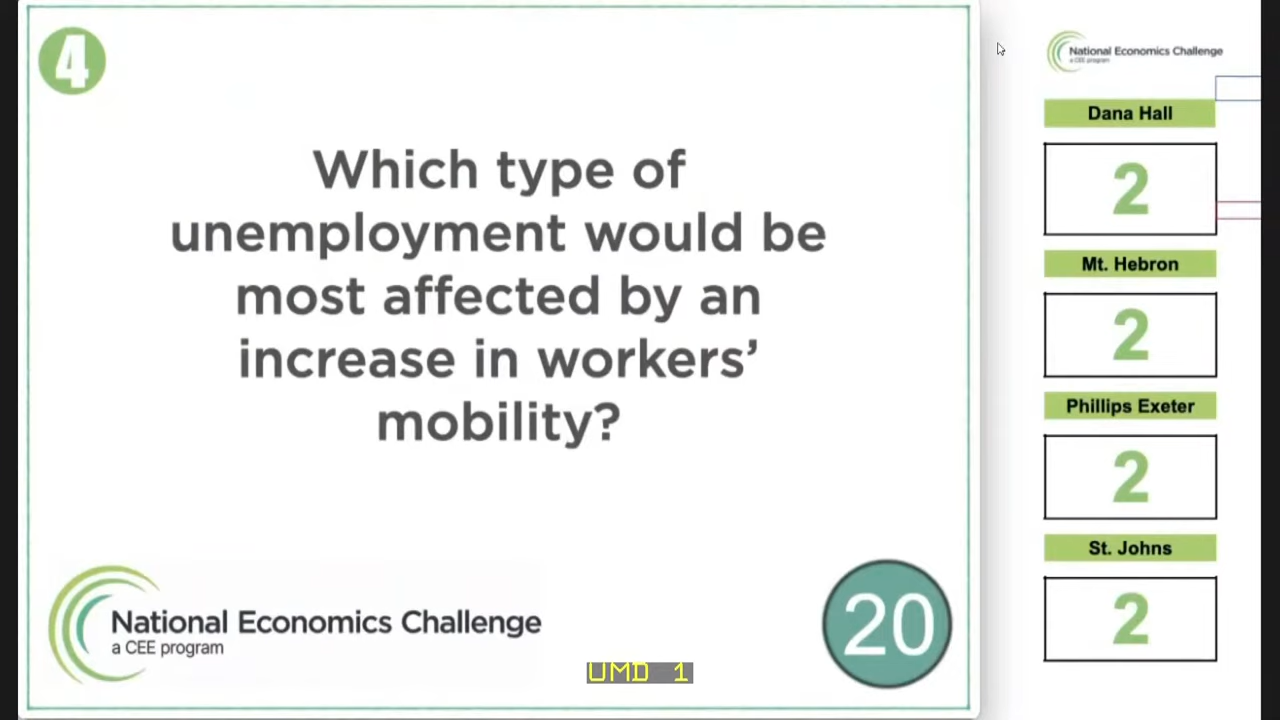 4
Which type of
unemployment would be
most affected by an
increase in workers’
mobility?
National Economics Challenge
a CEE program
20
UMD 1
National Economics Challenge
a CEE program
Dana Hall
2
Mt. Hebron
2
Phillips Exeter
2
St. Johns
2